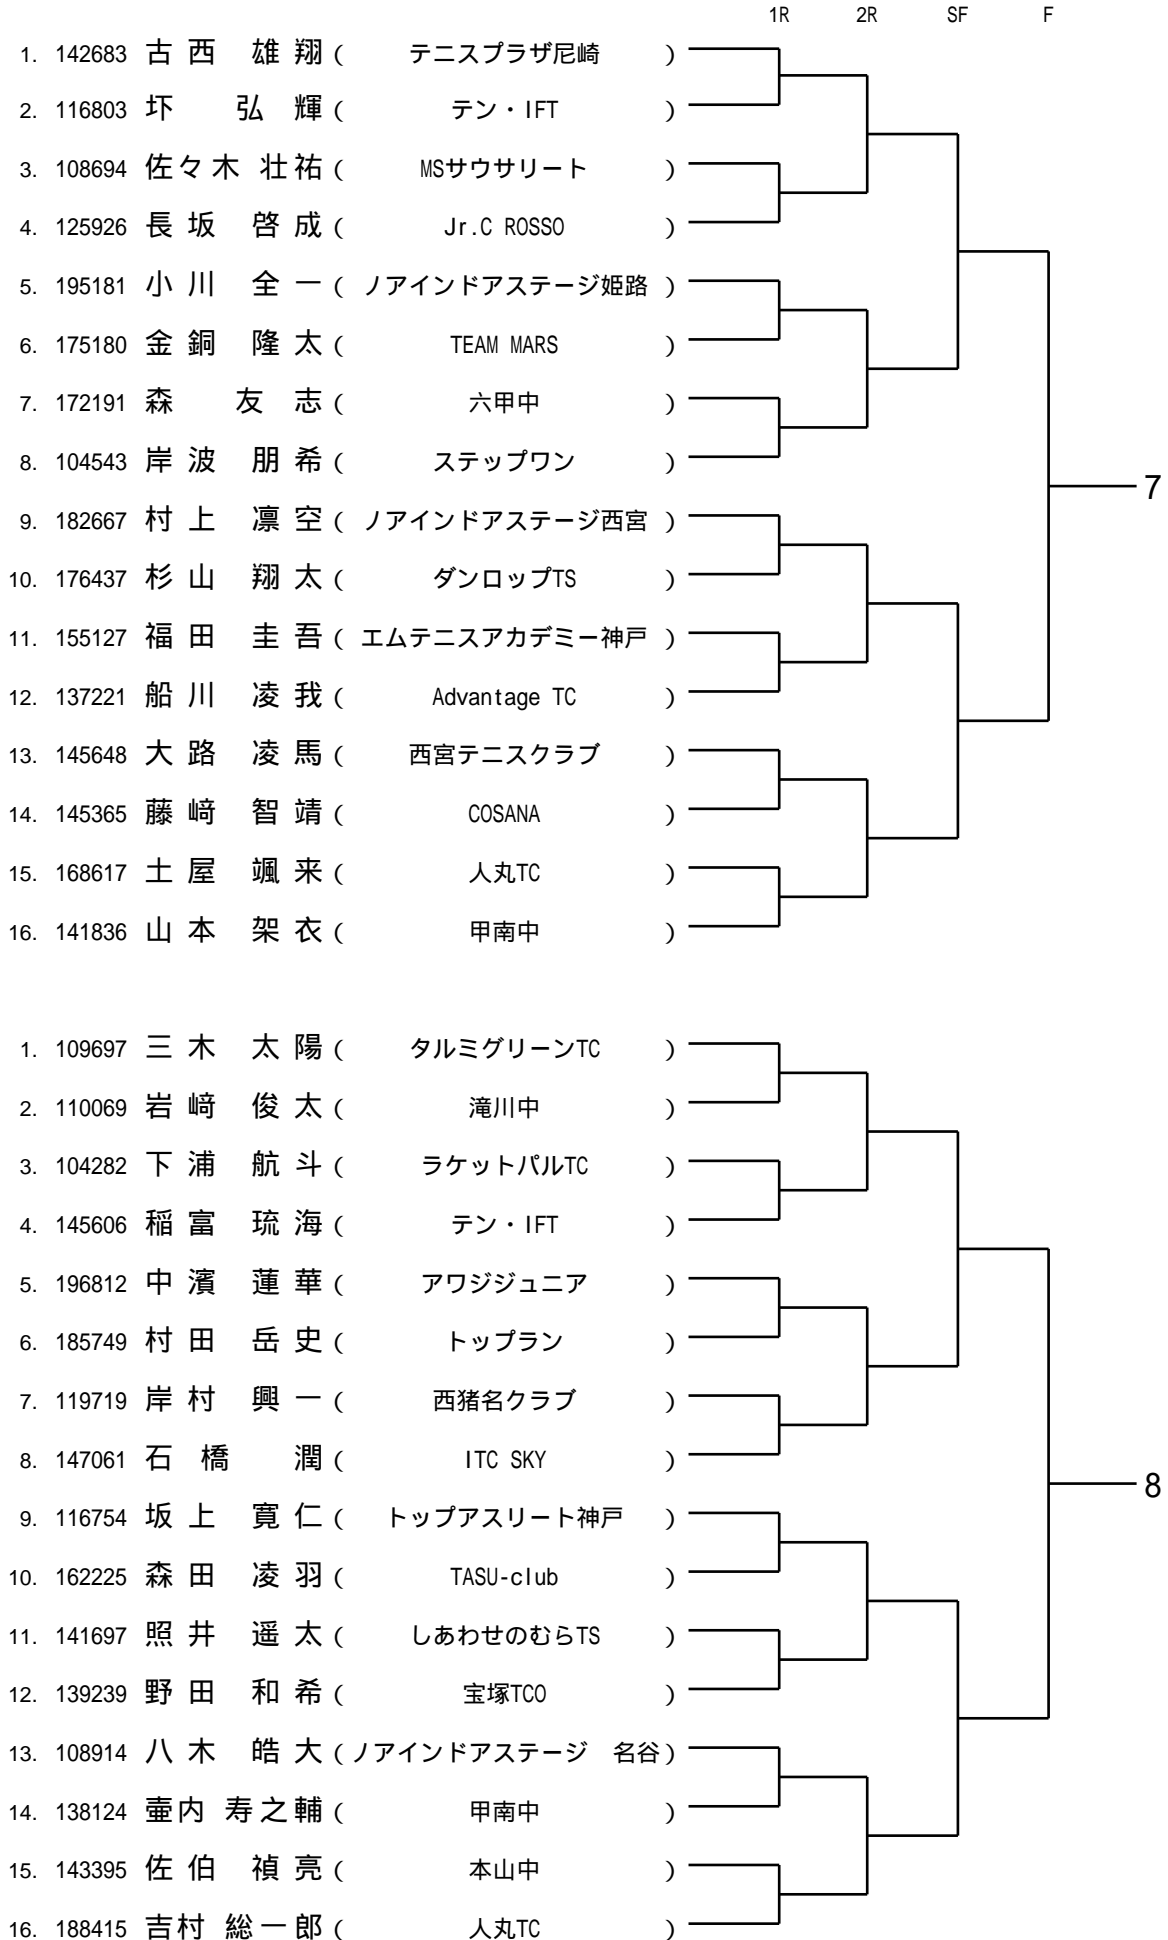 1R 2R SF F
1. 142683 古西 雄翔 ( テニスプラザ尼崎 )
2. 116803 圷 弘輝 ( テン・IFT )
3. 108694 佐々木 壮祐 ( MSサウサリート )
4. 125926 長坂 啓成 ( Jr.C ROSSO )
5. 195181 小川 全一 ( ノアインドアステージ姫路 )
6. 175180 金銅 隆太 ( TEAM MARS )
7. 172191 森 友志 ( 六甲中 )
8. 104543 岸波 朋希 ( ステップワン )
7
9. 182667 村上 凛空 ( ノアインドアステージ西宮 )
10. 176437 杉山 翔太 ( ダンロップTS )
11. 155127 福田 圭吾 ( エムテニスアカデミー神戸 )
12. 137221 船川 凌我 ( Advantage TC )
13. 145648 大路 凌馬 ( 西宮テニスクラブ )
14. 145365 藤﨑 智靖 ( COSANA )
15. 168617 土屋 颯来 ( 人丸TC )
16. 141836 山本 架衣 ( 甲南中 )
1. 109697 三木 太陽 ( タルミグリーンTC )
2. 110069 岩﨑 俊太 ( 滝川中 )
3. 104282 下浦 航斗 ( ラケットパルTC )
4. 145606 稲富 琉海 ( テン・IFT )
5. 196812 中濱 蓮華 ( アワジジュニア )
6. 185749 村田 岳史 ( トップラン )
7. 119719 岸村 興一 ( 西猪名クラブ )
8. 147061 石橋 潤 ( ITC SKY )
8
9. 116754 坂上 寛仁 ( トップアスリート神戸 )
10. 162225 森田 凌羽 ( TASU-club )
11. 141697 照井 遥太 ( しあわせのむらTS )
12. 139239 野田 和希 ( 宝塚TCO )
13. 108914 八木 皓大 ( ノアインドアステージ 名谷 )
14. 138124 壷内 寿之輔 ( 甲南中 )
15. 143395 佐伯 禎亮 ( 本山中 )
16. 188415 吉村 総一郎 ( 人丸TC )